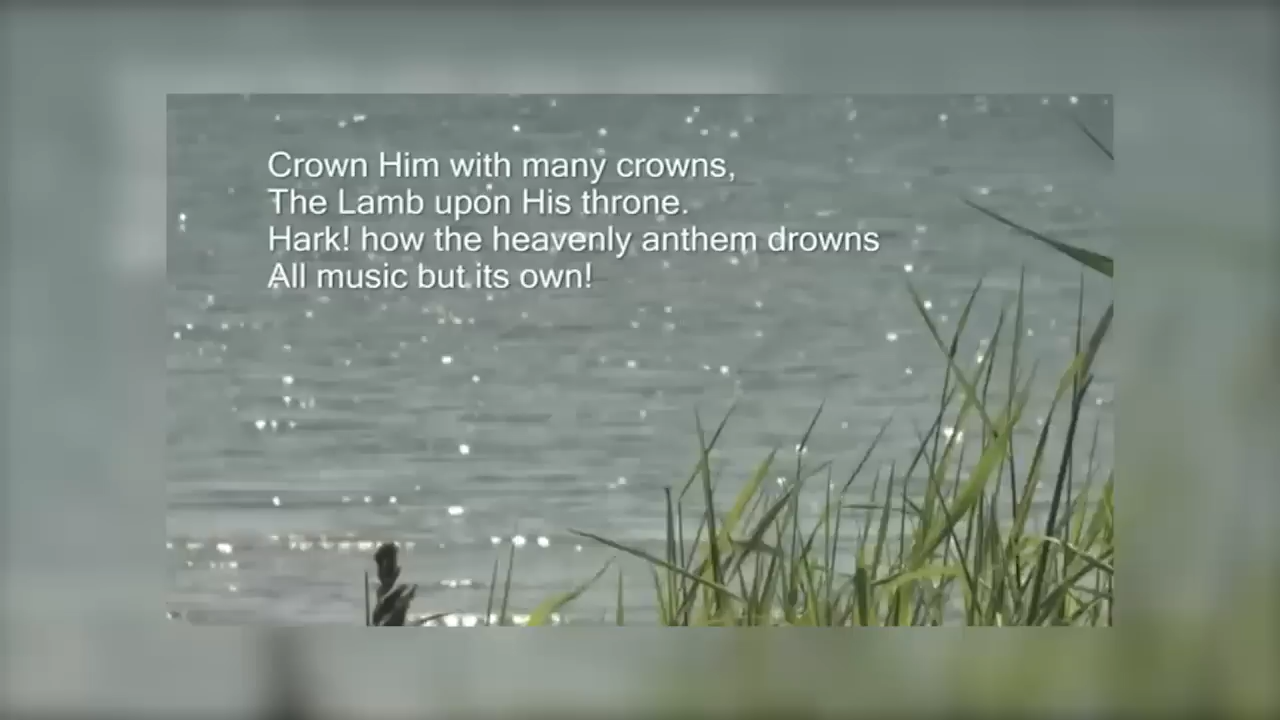 Crown Him with many crowns,
The Lamb upon His throne.
Hark! how the heavenly anthem drowns
All music but its own!